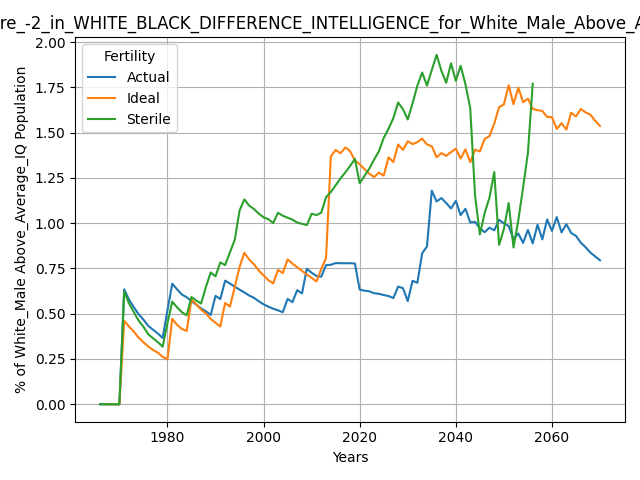 re_-2_in_WHITE_BLACK_DIFFERENCE_INTELLIGENCE_for_White_Male_Above_A
Fertility
Actual
Ideal
Sterile
% of White_Male Above_Average_IQ Population
2.00
1.75
1.50
1.25
1.00
0.75
0.50
0.25
0.00
1980 2000 2020 2040 2060
Years